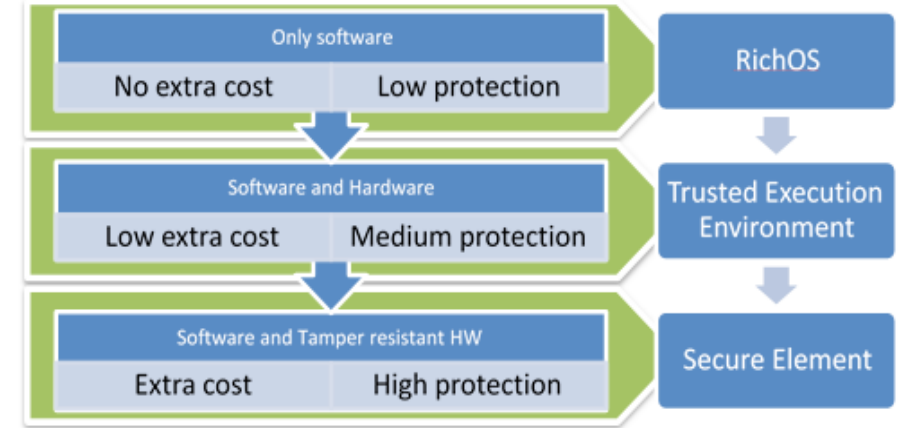 Only software
No extra cost Low protection
RichOS
Software and Hardware
Low extra cost Medium protection
Trusted Execution
Environment
Software and Tamper resistant HW
Extra cost High protection
Secure Element